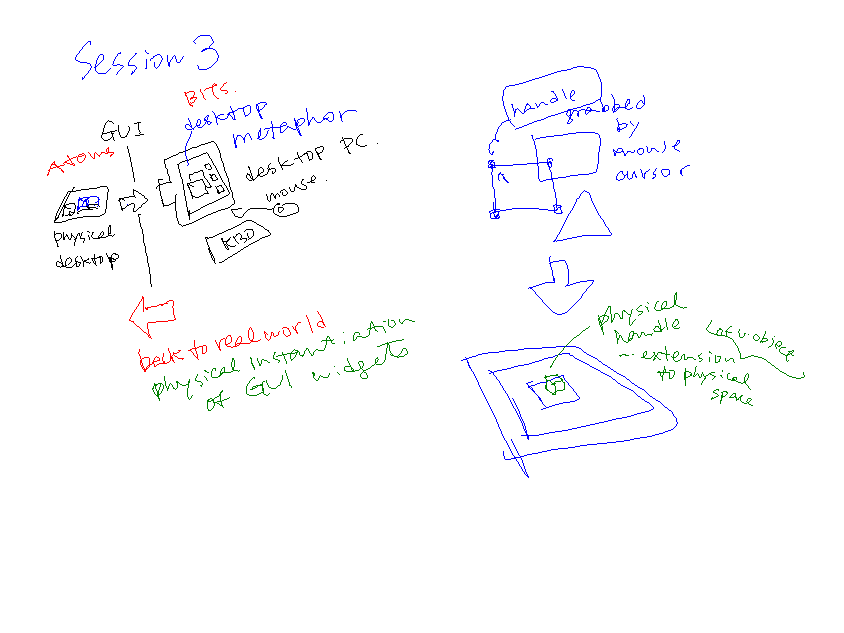 Session 3
BITS.
desktop
metaphor
GUI
Atoms
desktop PC.
mouse.
physical
desktop
KBD
back to real world
physical instantiation
of GUI widgets
handle
grabbed
by
mouse
cursor
physical
handle
of v. object
~ extension
to physical
space